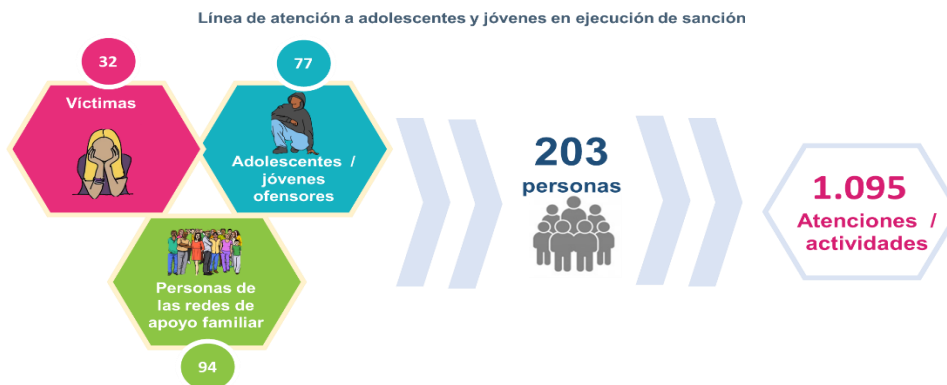 Línea de atención a adolescentes y jóvenes en ejecución de sanción
32
Víctimas
77
Adolescentes /
jóvenes
ofensores
Personas de
las redes de
apoyo familiar
94
203
personas
1.095
Atenciones /
actividades